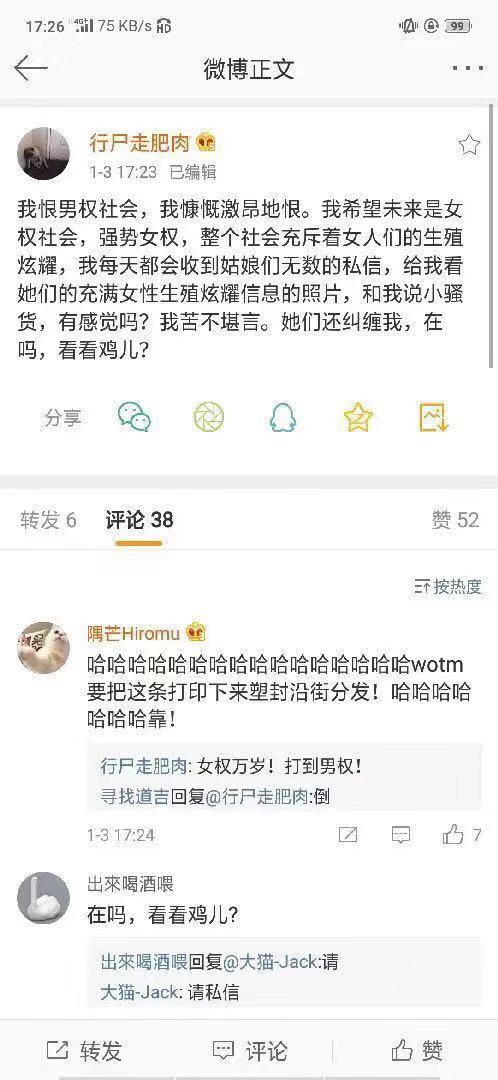 17:26 4G+ 75 KB/s HD 99
微博正文
行尸走肥肉
1-3 17:23 已编辑
我恨男权社会，我慷慨激昂地恨。我希望未来是女
权社会，强势女权，整个社会充斥着女人们的生殖
炫耀，我每天都会收到姑娘们无数的私信，给我看
她们的充满女性生殖炫耀信息的照片，和我说小骚
货，有感觉吗？我苦不堪言。她们还纠缠我，在
吗，看看鸡儿？
分享
转发 6 评论 38 赞 52
按热度
隅芒Hiromu
哈哈哈哈哈哈哈哈哈哈哈哈哈哈哈哈wotm
要把这条打印下来塑封沿街分发！哈哈哈哈
哈哈哈靠！
行尸走肥肉: 女权万岁！打到男权！
寻找道吉回复@行尸走肥肉:倒
1-3 17:24 7
出來喝酒喂
在吗，看看鸡儿?
出來喝酒喂回复@大猫-Jack:请
大猫-Jack: 请私信
转发 评论 赞